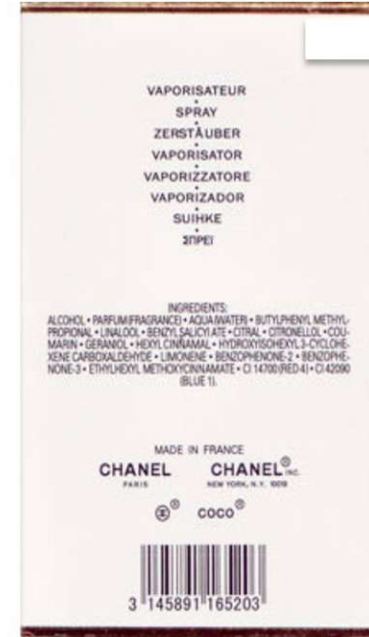 VAPORISATEUR
•
SPRAY
•
ZERSTÄUBER
•
VAPORISATOR
•
VAPORIZZATORE
•
VAPORIZADOR
•
SUIHKE
•
ΣΠΡΕΪ
INGREDIENTS:
ALCOHOL • PARFUM(FRAGRANCE) • AQUA(WATER) • BUTYLPHENYL METHYL-
PROPIONAL • LINALOOL • BENZYL SALICYLATE • CITRAL • CITRONELLOL • COU-
MARIN • GERANIOL • HEXYL CINNAMAL • HYDROXYISOHEXYL 3-CYCLOHE-
XENE CARBOXALDEHYDE • LIMONENE • BENZOPHENONE-2 • BENZOPHE-
NONE-3 • ETHYLHEXYL METHOXYCINNAMATE • CI 14700 (RED 4) • CI 42090
(BLUE 1).
MADE IN FRANCE
CHANEL CHANEL® INC.
PARIS NEW YORK, N.Y. 10019
® COCO®
3 145891 165203